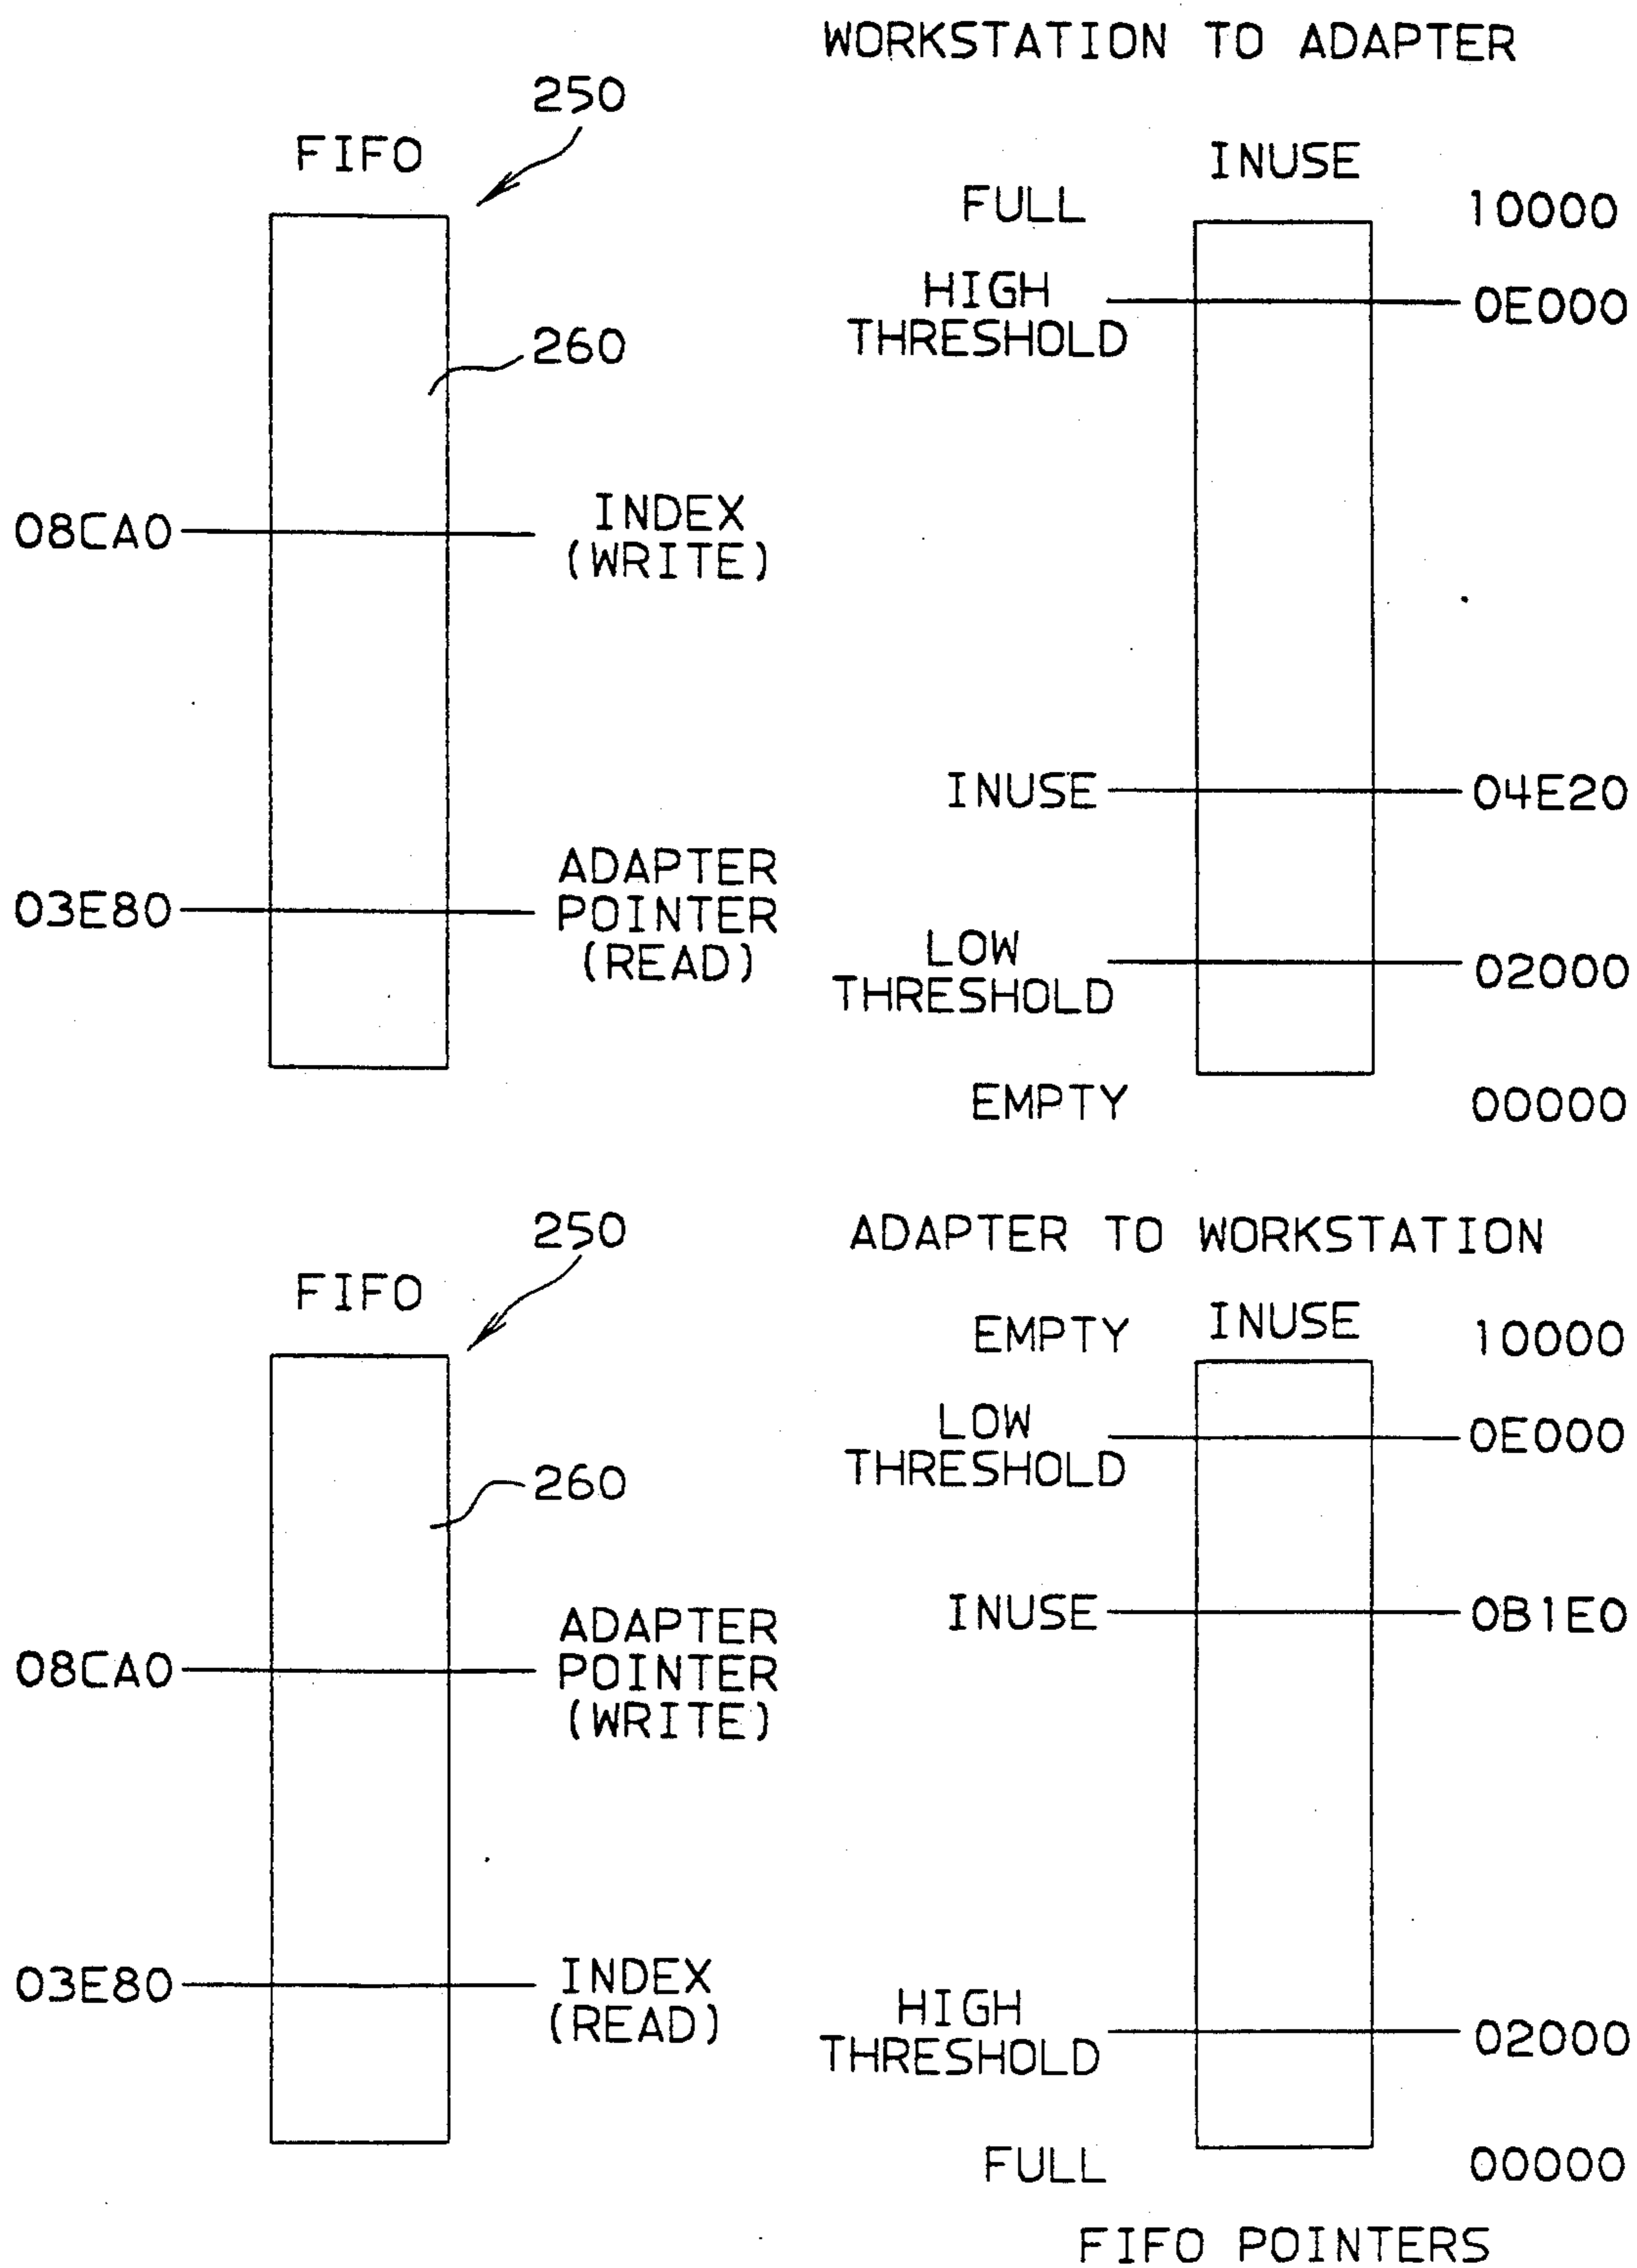 WORKSTATION TO ADAPTER
250
FIFO
INUSE
FULL
10000
HIGH
THRESHOLD
0E000
260
08CA0
INDEX
(WRITE)
INUSE
04E20
03E80
ADAPTER
POINTER
(READ)
LOW
THRESHOLD
02000
EMPTY
00000
ADAPTER TO WORKSTATION
250
FIFO
INUSE
EMPTY
10000
LOW
THRESHOLD
0E000
260
INUSE
0B1E0
08CA0
ADAPTER
POINTER
(WRITE)
03E80
INDEX
(READ)
HIGH
THRESHOLD
02000
FULL
00000
FIFO POINTERS